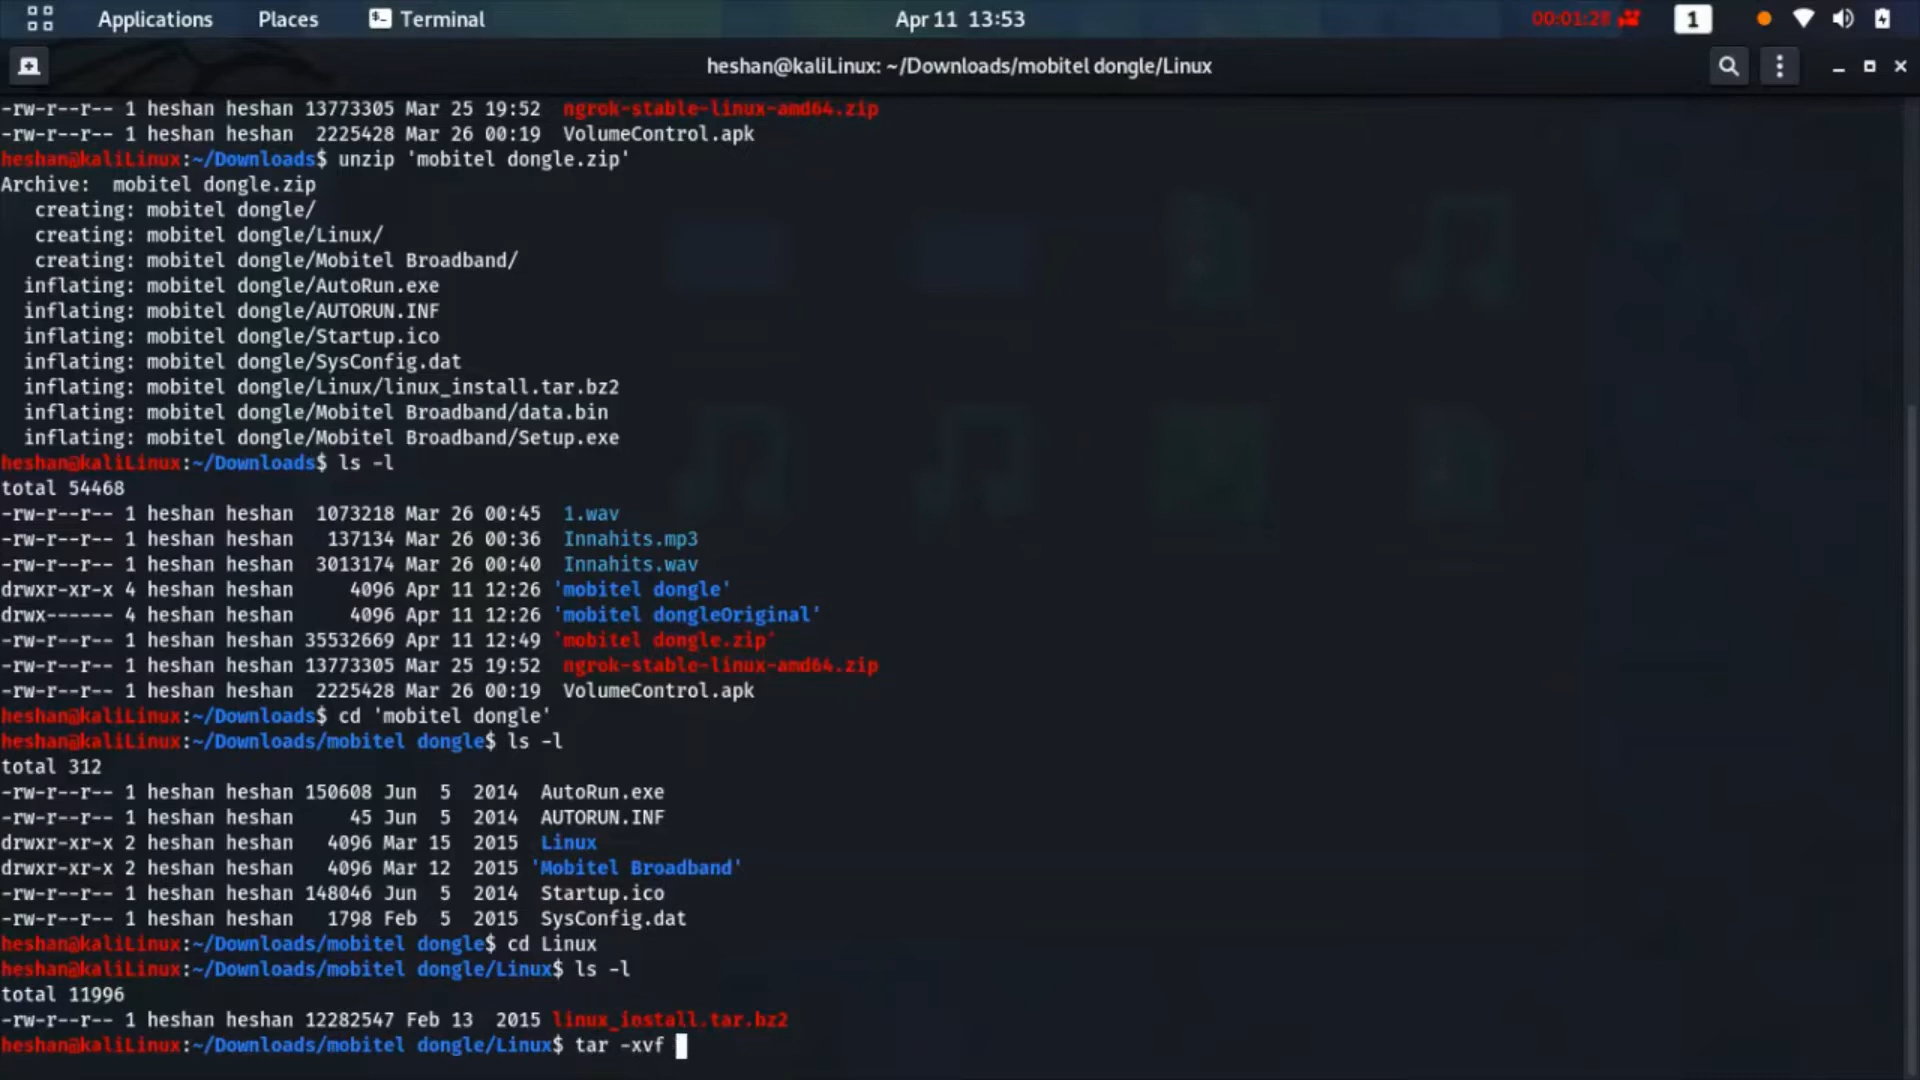 Applications Places Terminal Apr 11 13:53 00:01:28 1
heshan@kaliLinux: ~/Downloads/mobitel dongle/Linux
-rw-r--r-- 1 heshan heshan 13773305 Mar 25 19:52 ngrok-stable-linux-amd64.zip
-rw-r--r-- 1 heshan heshan 2225428 Mar 26 00:19 VolumeControl.apk
heshan@kaliLinux:~/Downloads$ unzip 'mobitel dongle.zip'
Archive: mobitel dongle.zip
creating: mobitel dongle/
creating: mobitel dongle/Linux/
creating: mobitel dongle/Mobitel Broadband/
inflating: mobitel dongle/AutoRun.exe
inflating: mobitel dongle/AUTORUN.INF
inflating: mobitel dongle/Startup.ico
inflating: mobitel dongle/SysConfig.dat
inflating: mobitel dongle/Linux/linux_install.tar.bz2
inflating: mobitel dongle/Mobitel Broadband/data.bin
inflating: mobitel dongle/Mobitel Broadband/Setup.exe
heshan@kaliLinux:~/Downloads$ ls -l
total 54468
-rw-r--r-- 1 heshan heshan 1073218 Mar 26 00:45 1.wav
-rw-r--r-- 1 heshan heshan 137134 Mar 26 00:36 Innahits.mp3
-rw-r--r-- 1 heshan heshan 3013174 Mar 26 00:40 Innahits.wav
drwxr-xr-x 4 heshan heshan 4096 Apr 11 12:26 'mobitel dongle'
drwx------ 4 heshan heshan 4096 Apr 11 12:26 'mobitel dongleOriginal'
-rw-r--r-- 1 heshan heshan 35532669 Apr 11 12:49 'mobitel dongle.zip'
-rw-r--r-- 1 heshan heshan 13773305 Mar 25 19:52 ngrok-stable-linux-amd64.zip
-rw-r--r-- 1 heshan heshan 2225428 Mar 26 00:19 VolumeControl.apk
heshan@kaliLinux:~/Downloads$ cd 'mobitel dongle'
heshan@kaliLinux:~/Downloads/mobitel dongle$ ls -l
total 312
-rw-r--r-- 1 heshan heshan 150608 Jun 5 2014 AutoRun.exe
-rw-r--r-- 1 heshan heshan 45 Jun 5 2014 AUTORUN.INF
drwxr-xr-x 2 heshan heshan 4096 Mar 15 2015 Linux
drwxr-xr-x 2 heshan heshan 4096 Mar 12 2015 'Mobitel Broadband'
-rw-r--r-- 1 heshan heshan 148046 Jun 5 2014 Startup.ico
-rw-r--r-- 1 heshan heshan 1798 Feb 5 2015 SysConfig.dat
heshan@kaliLinux:~/Downloads/mobitel dongle$ cd Linux
heshan@kaliLinux:~/Downloads/mobitel dongle/Linux$ ls -l
total 11996
-rw-r--r-- 1 heshan heshan 12282547 Feb 13 2015 linux_install.tar.bz2
heshan@kaliLinux:~/Downloads/mobitel dongle/Linux$ tar -xvf